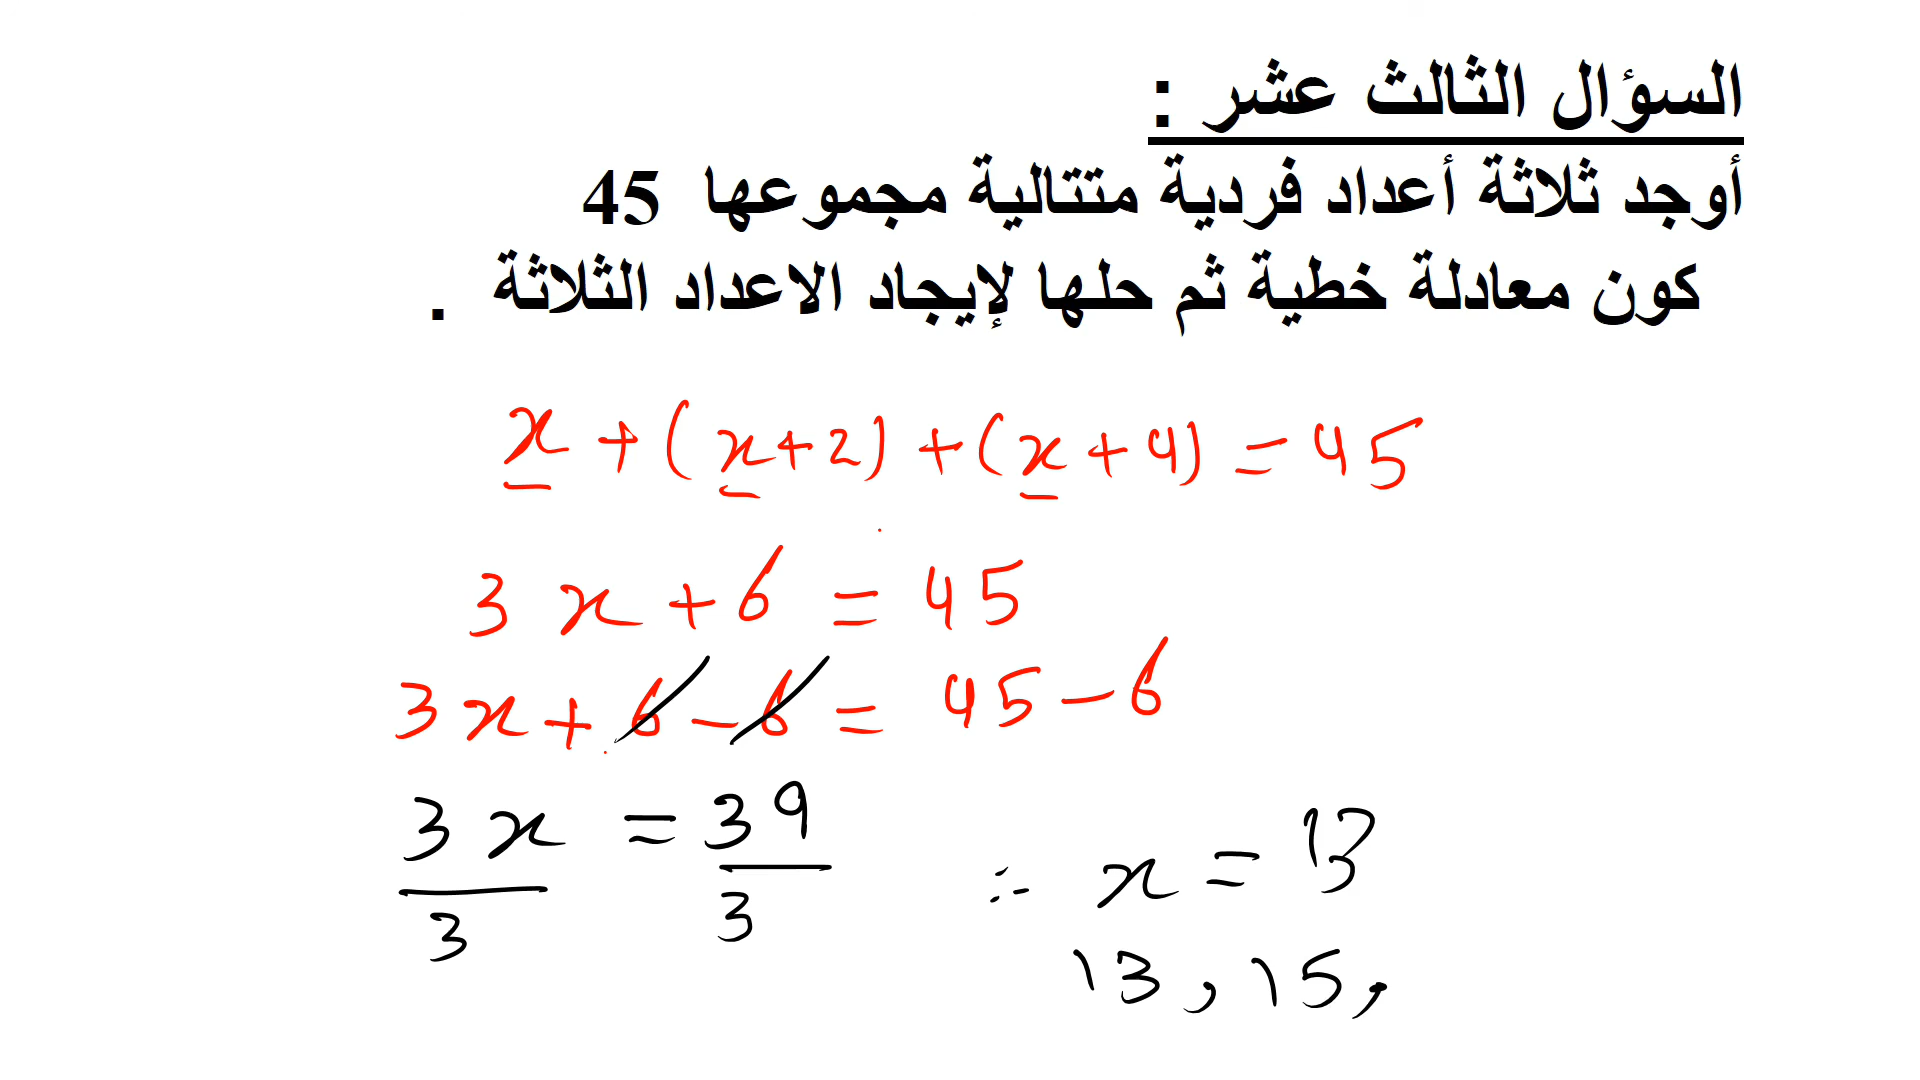 السؤال الثالث عشر :
أوجد ثلاثة أعداد فردية متتالية مجموعها 45
كون معادلة خطية ثم حلها لإيجاد الاعداد الثلاثة .
x + (x+2) + (x+4) = 45
3x + 6 = 45
3x + 6 - 6 = 45 - 6
3x = 39
3 3
∴ x = 13
13 , 15 ,